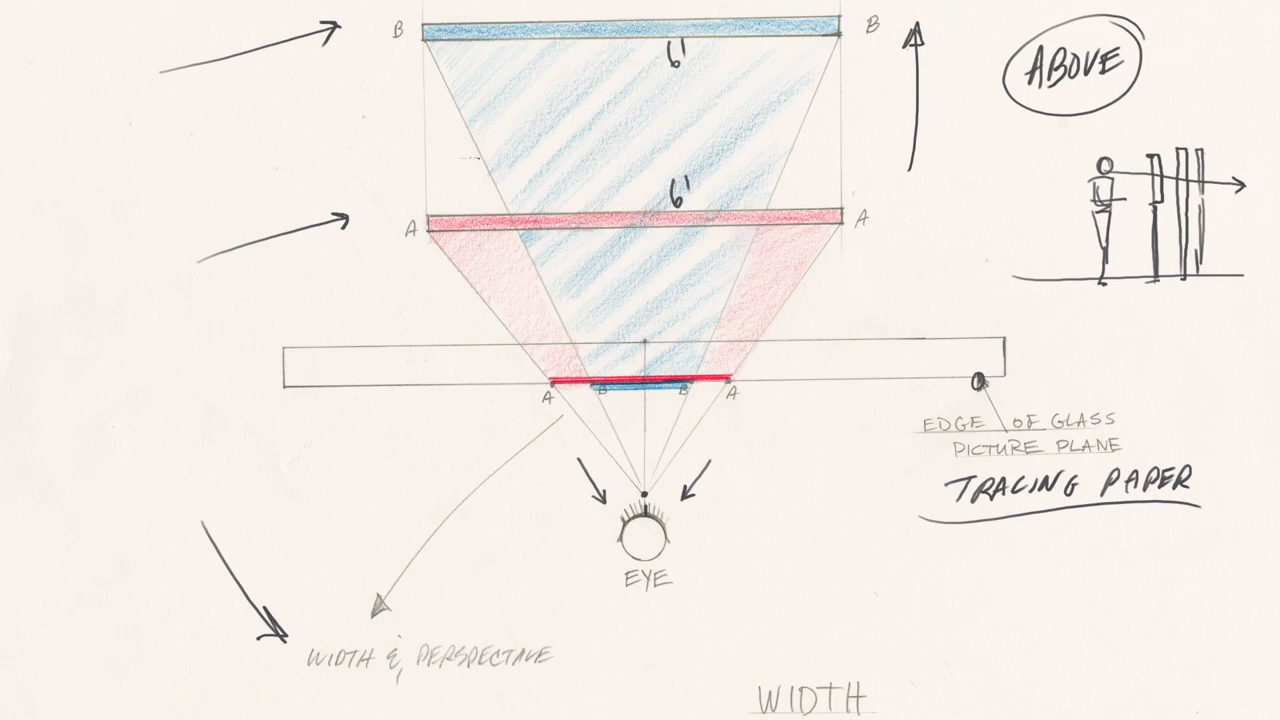 B
B
6'
ABOVE
6'
A
A
A
B
B
A
EDGE OF GLASS
PICTURE PLANE
TRACING PAPER
EYE
WIDTH & PERSPECTIVE
WIDTH